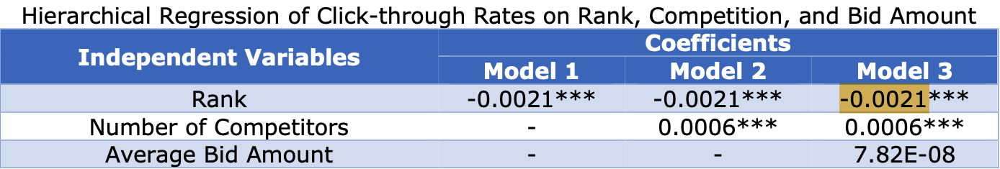 Hierarchical Regression of Click-through Rates on Rank, Competition, and Bid Amount
Independent Variables
Coefficients
Model 1 Model 2 Model 3
Rank -0.0021*** -0.0021*** -0.0021***
Number of Competitors - 0.0006*** 0.0006***
Average Bid Amount - - 7.82E-08